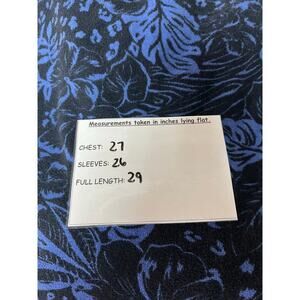 Measurements taken in inches lying flat.
CHEST: 27
SLEEVES: 26
FULL LENGTH: 29